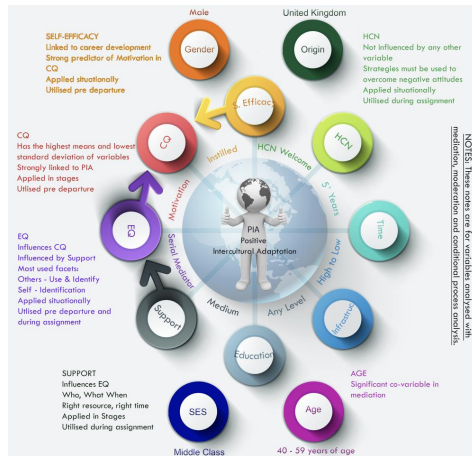 Male
United Kingdom
Gender
Origin
SELF-EFFICACY
Linked to career development
Strong predictor of Motivation in
CQ
Applied situationally
Utilised pre departure
HCN
Not influenced by any other
variable
Strategies must be used to
overcome negative attitudes
Applied situationally
Utilised during assignment
S. Efficacy
CQ
HCN
Instilled
HCN Welcome
CQ
Has the highest means and lowest
standard deviation of variables
Strongly linked to PIA
Applied in stages
Utilised pre departure
Motivation
5+ Years
EQ
Time
PIA
Positive
Intercultural Adaptation
EQ
Influences CQ
Influenced by Support
Most used facets:
Others - Use & Identify
Self - Identification
Applied situationally
Utilised pre departure and
during assignment
Serial Mediator
High to Low
Support
Medium
Any Level
Infrastruc
Education
SUPPORT
Influences EQ
Who, What When
Right resource, right time
Applied in Stages
Utilised during assignment
AGE
Significant co-variable in
mediation
SES
Age
Middle Class
40 - 59 years of age
NOTES: These notes are for variables analysed with
mediation, moderation and conditional process analysis.